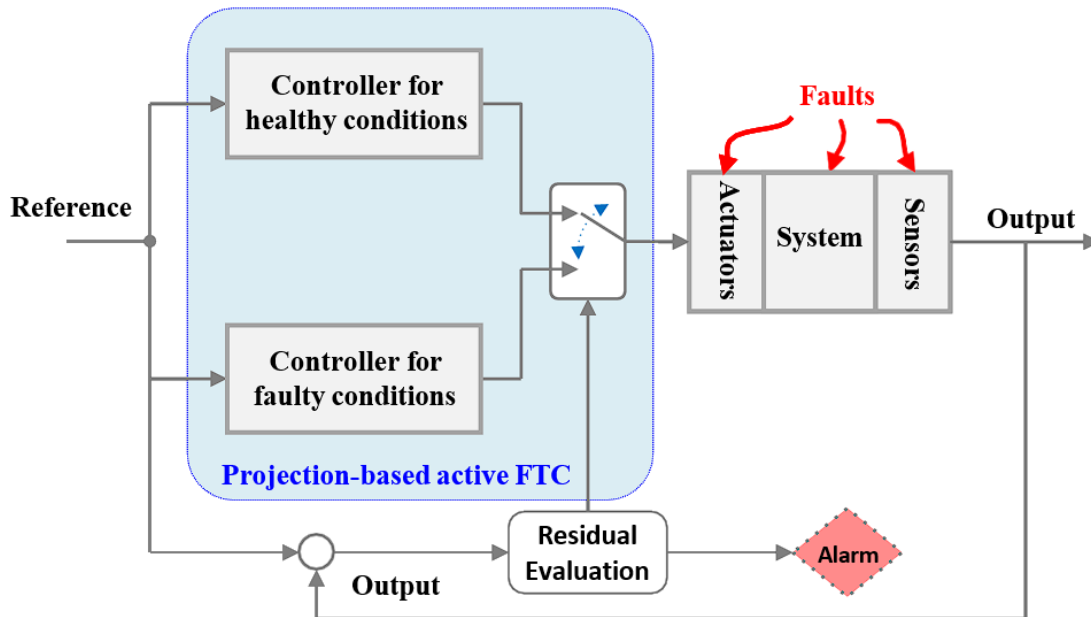 Controller for
healthy conditions
Faults
Reference
Actuators
System
Sensors
Output
Controller for
faulty conditions
Projection-based active FTC
Residual
Evaluation
Alarm
Output